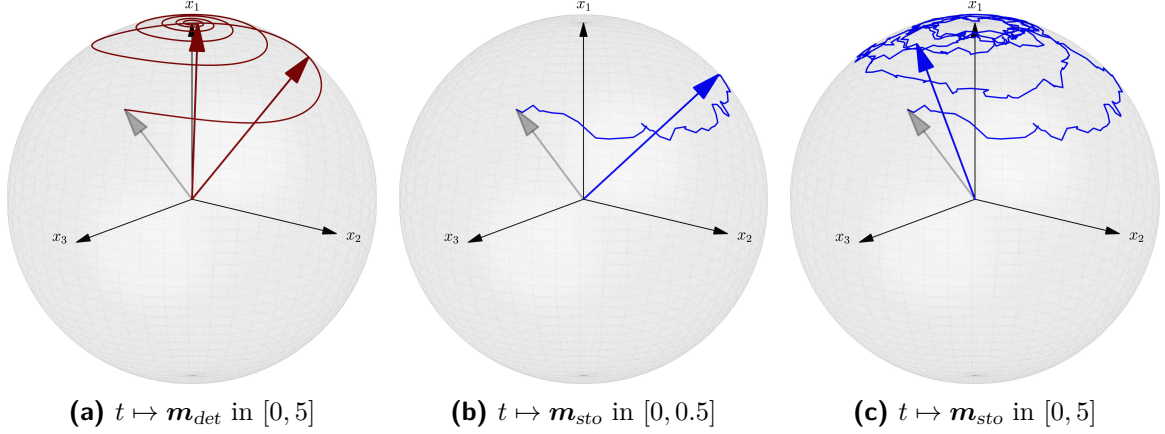 x₁ x₁ x₁
x₃ x₂ x₃ x₂ x₃ x₂
(a) t ↦ m_det in [0, 5] (b) t ↦ m_sto in [0, 0.5] (c) t ↦ m_sto in [0, 5]